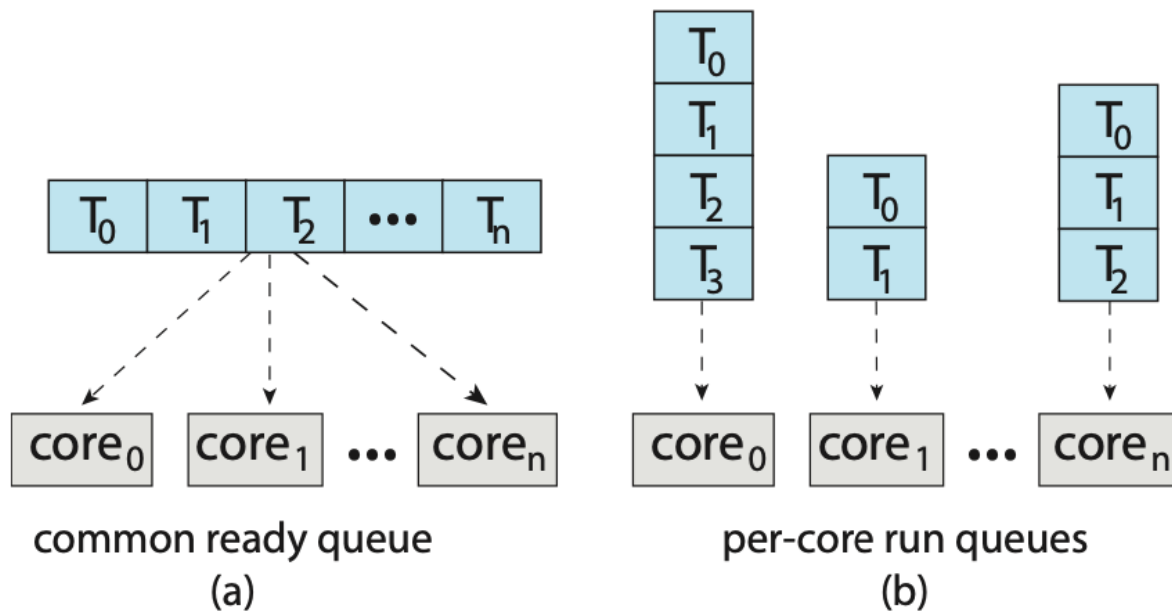 T₀ T₁ T₂ ••• Tₙ
core₀ core₁ ••• coreₙ
common ready queue
(a)
T₀
T₁
T₂
T₃
T₀
T₁
T₀
T₁
T₂
core₀ core₁ ••• coreₙ
per-core run queues
(b)